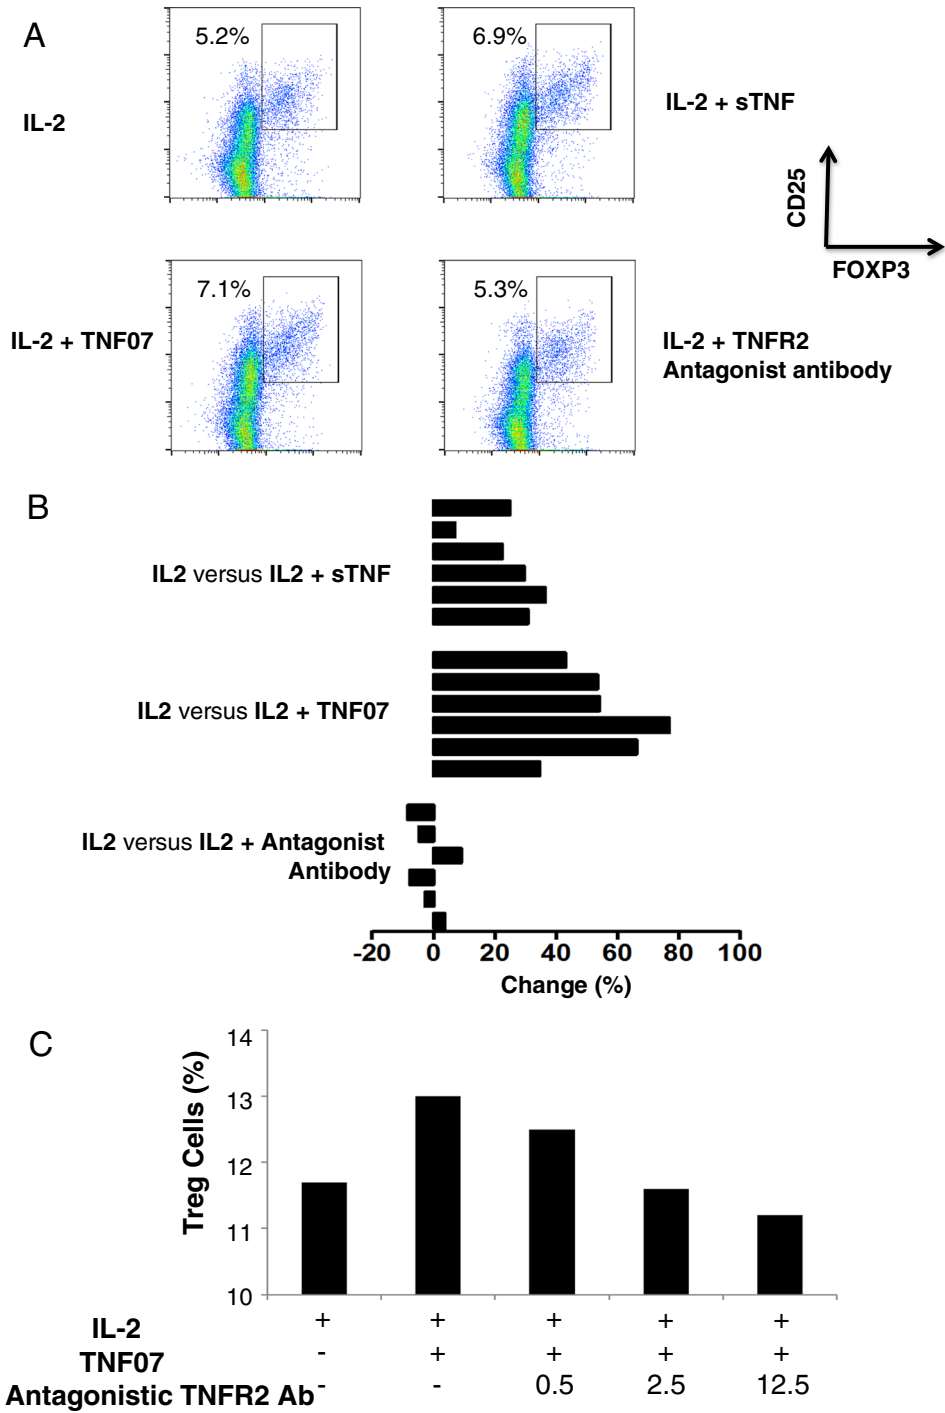 A
5.2%
6.9%
IL-2
IL-2 + sTNF
CD25
FOXP3
7.1%
5.3%
IL-2 + TNF07
IL-2 + TNFR2
Antagonist antibody
B
IL2 versus IL2 + sTNF
IL2 versus IL2 + TNF07
IL2 versus IL2 + Antagonist
Antibody
-20 0 20 40 60 80 100
Change (%)
C
Treg Cells (%)
14
13
12
11
10
IL-2 + + + + +
TNF07 - + + + +
Antagonistic TNFR2 Ab - - 0.5 2.5 12.5